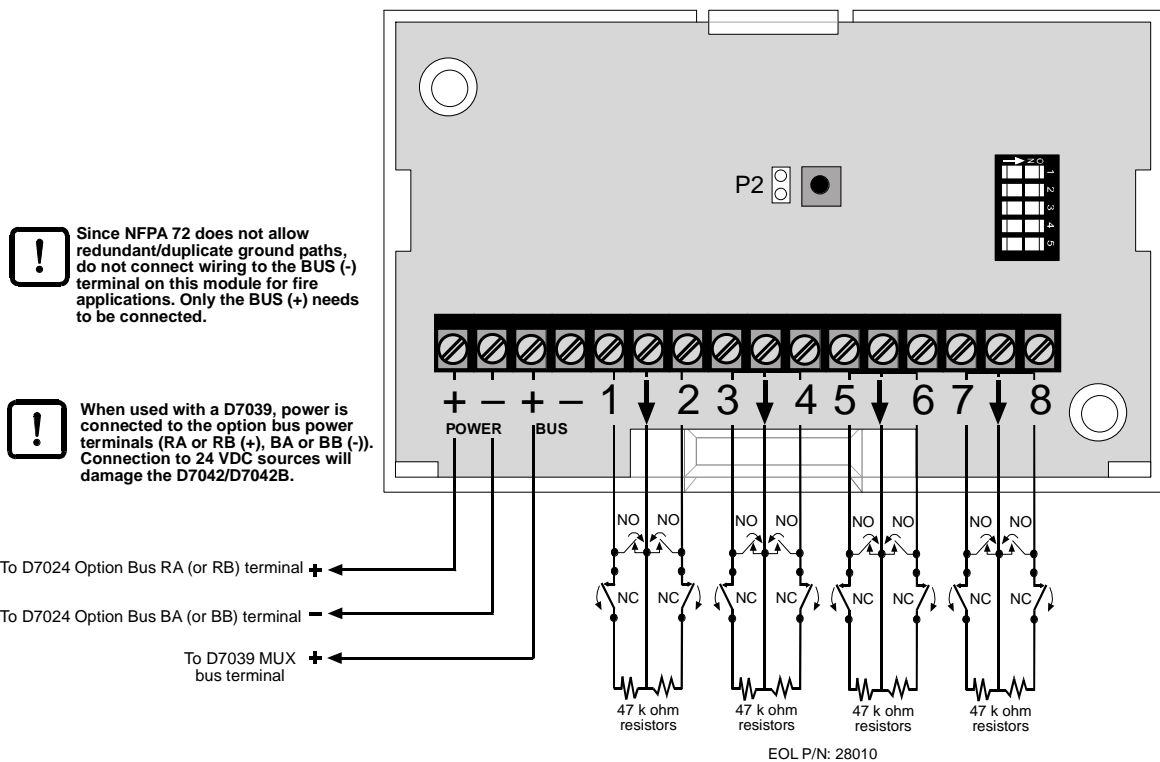 P2
NO
1
2
3
4
5
!
Since NFPA 72 does not allow
redundant/duplicate ground paths,
do not connect wiring to the BUS (-)
terminal on this module for fire
applications. Only the BUS (+) needs
to be connected.
!
When used with a D7039, power is
connected to the option bus power
terminals (RA or RB (+), BA or BB (-)).
Connection to 24 VDC sources will
damage the D7042/D7042B.
+ – + – 1 2 3 4 5 6 7 8
POWER BUS
NO NO NO NO NO NO NO NO
NC NC NC NC NC NC NC NC
To D7024 Option Bus RA (or RB) terminal +
To D7024 Option Bus BA (or BB) terminal -
To D7039 MUX +
bus terminal
47 k ohm
resistors
47 k ohm
resistors
47 k ohm
resistors
47 k ohm
resistors
EOL P/N: 28010